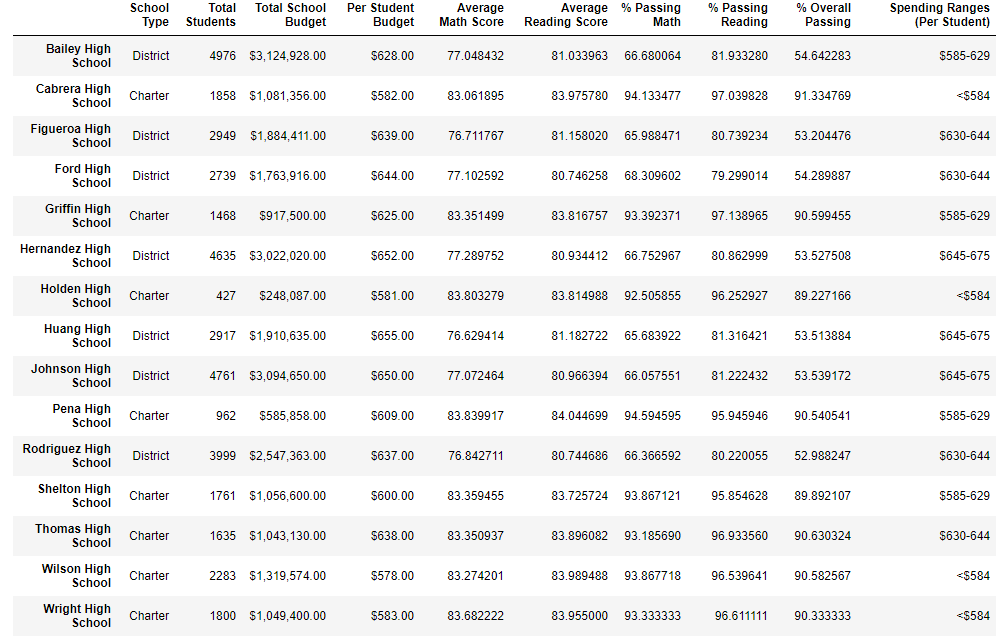 School Total Total School Per Student Average Average % Passing % Passing % Overall Spending Ranges
Type Students Budget Budget Math Score Reading Score Math Reading Passing (Per Student)
Bailey High
School District 4976 $3,124,928.00 $628.00 77.048432 81.033963 66.680064 81.933280 54.642283 $585-629
Cabrera High
School Charter 1858 $1,081,356.00 $582.00 83.061895 83.975780 94.133477 97.039828 91.334769 <$584
Figueroa High
School District 2949 $1,884,411.00 $639.00 76.711767 81.158020 65.988471 80.739234 53.204476 $630-644
Ford High
School District 2739 $1,763,916.00 $644.00 77.102592 80.746258 68.309602 79.299014 54.289887 $630-644
Griffin High
School Charter 1468 $917,500.00 $625.00 83.351499 83.816757 93.392371 97.138965 90.599455 $585-629
Hernandez High
School District 4635 $3,022,020.00 $652.00 77.289752 80.934412 66.752967 80.862999 53.527508 $645-675
Holden High
School Charter 427 $248,087.00 $581.00 83.803279 83.814988 92.505855 96.252927 89.227166 <$584
Huang High
School District 2917 $1,910,635.00 $655.00 76.629414 81.182722 65.683922 81.316421 53.513884 $645-675
Johnson High
School District 4761 $3,094,650.00 $650.00 77.072464 80.966394 66.057551 81.222432 53.539172 $645-675
Pena High
School Charter 962 $585,858.00 $609.00 83.839917 84.044699 94.594595 95.945946 90.540541 $585-629
Rodriguez High
School District 3999 $2,547,363.00 $637.00 76.842711 80.744686 66.366592 80.220055 52.988247 $630-644
Shelton High
School Charter 1761 $1,056,600.00 $600.00 83.359455 83.725724 93.867121 95.854628 89.892107 $585-629
Thomas High
School Charter 1635 $1,043,130.00 $638.00 83.350937 83.896082 93.185690 96.933560 90.630324 $630-644
Wilson High
School Charter 2283 $1,319,574.00 $578.00 83.274201 83.989488 93.867718 96.539641 90.582567 <$584
Wright High
School Charter 1800 $1,049,400.00 $583.00 83.682222 83.955000 93.333333 96.611111 90.333333 <$584